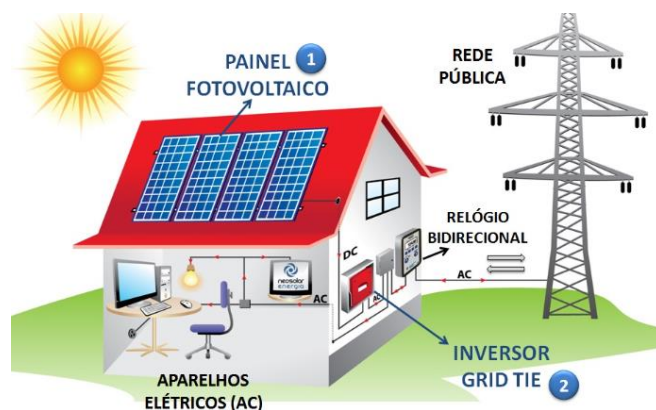 PAINEL 1
FOTOVOLTAICO
REDE
PÚBLICA
RELÓGIO
BIDIRECIONAL
DC
AC
AC
AC
neosolar
energia
INVERSOR
GRID TIE 2
APARELHOS
ELÉTRICOS (AC)